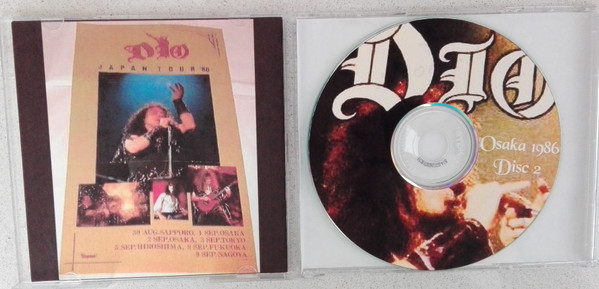 DIO
JAPAN TOUR '86
30 AUG. SAPPORO, 1 SEP. OSAKA
2 SEP. OSAKA, 3 SEP. TOKYO
5 SEP. HIROSHIMA, 8 SEP. FUKUOKA
9 SEP. NAGOYA
DIO
Osaka 1986
Disc 2